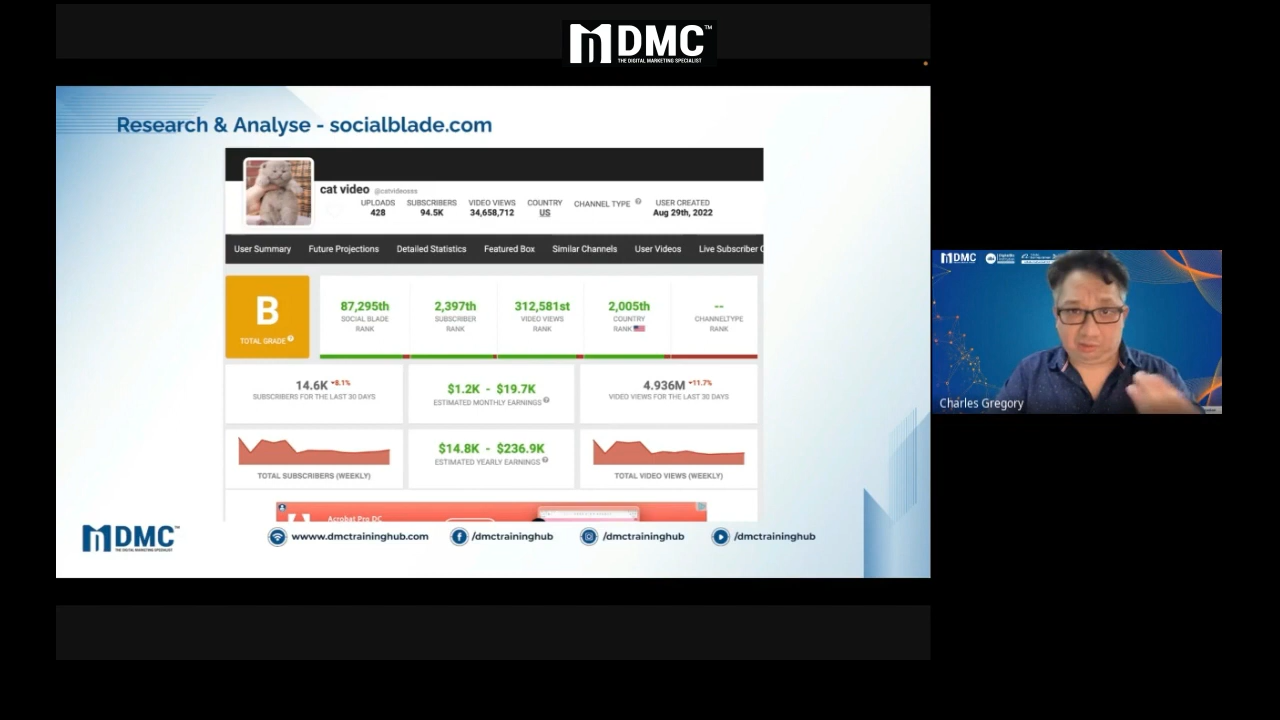 DMC™
THE DIGITAL MARKETING SPECIALIST
Research & Analyse - socialblade.com
cat video @catvideosss
UPLOADS SUBSCRIBERS VIDEO VIEWS COUNTRY CHANNEL TYPE USER CREATED
428 94.5K 34,658,712 US Aug 29th, 2022
User Summary Future Projections Detailed Statistics Featured Box Similar Channels User Videos Live Subscriber C
B
TOTAL GRADE
87,295th 2,397th 312,581st 2,005th --
SOCIAL BLADE SUBSCRIBER VIDEO VIEWS COUNTRY CHANNELTYPE
RANK RANK RANK RANK RANK
14.6K 8.1%
SUBSCRIBERS FOR THE LAST 30 DAYS
$1.2K - $19.7K
ESTIMATED MONTHLY EARNINGS
4.936M 11.7%
VIDEO VIEWS FOR THE LAST 30 DAYS
TOTAL SUBSCRIBERS (WEEKLY)
$14.8K - $236.9K
ESTIMATED YEARLY EARNINGS
TOTAL VIDEO VIEWS (WEEKLY)
Acrobat Pro DC
DMC™
THE DIGITAL MARKETING SPECIALIST
wwww.dmctraininghub.com /dmctraininghub /dmctraininghub /dmctraininghub
DMC
Charles Gregory